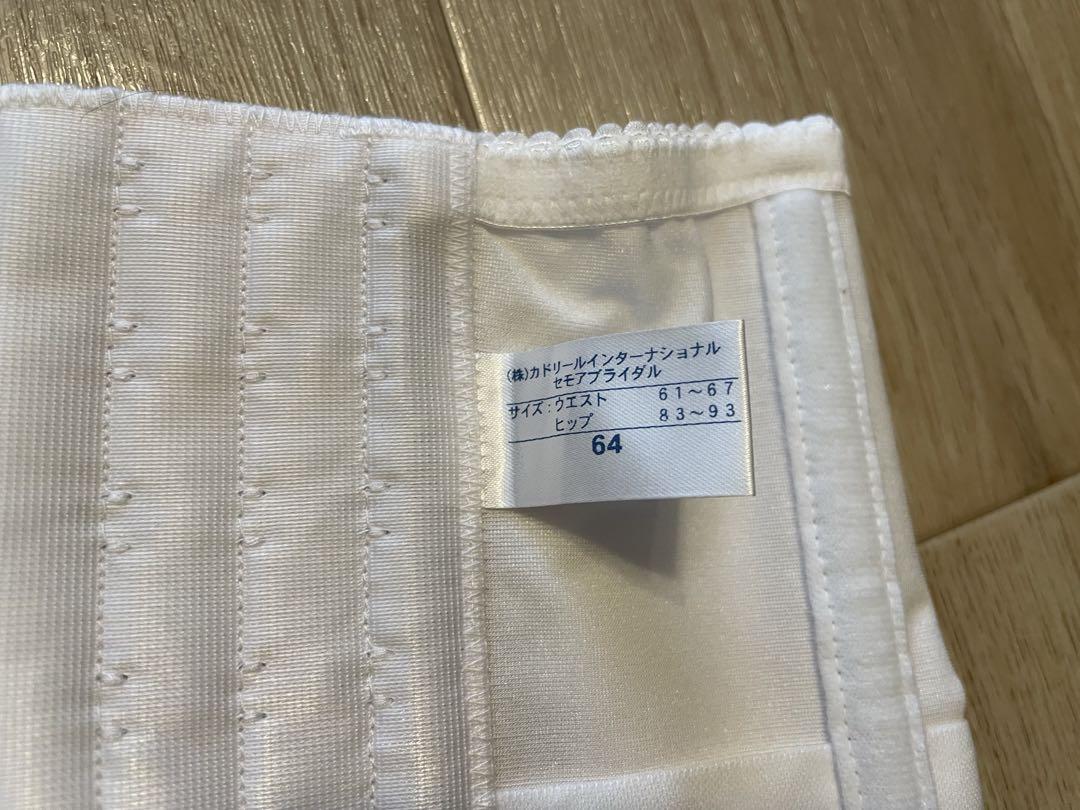 (株)カドリールインターナショナル
セモアブライダル
サイズ:ウエスト 61～67
ヒップ 83～93
64